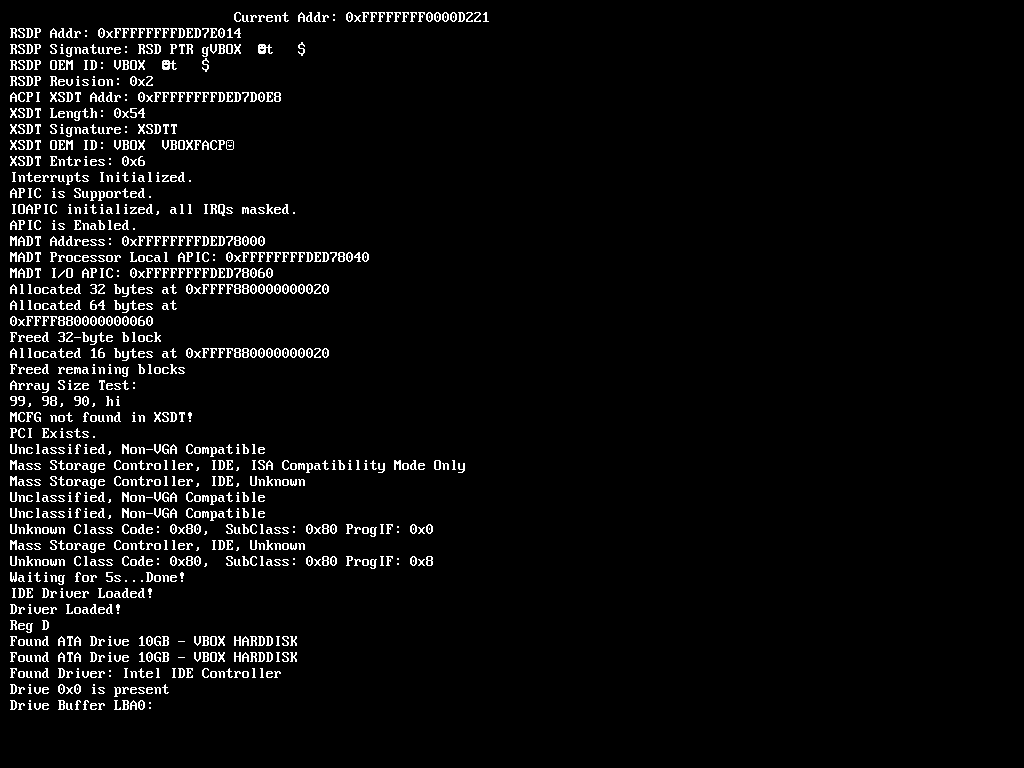 Current Addr: 0xFFFFFFFF0000D221
RSDP Addr: 0xFFFFFFFFDED7E014
RSDP Signature: RSD PTR gVBOX  ☻t   $
RSDP OEM ID: VBOX  ☻t   $
RSDP Revision: 0x2
ACPI XSDT Addr: 0xFFFFFFFFDED7D0E8
XSDT Length: 0x54
XSDT Signature: XSDTT
XSDT OEM ID: VBOX  VBOXFACP☺
XSDT Entries: 0x6
Interrupts Initialized.
APIC is Supported.
IOAPIC initialized, all IRQs masked.
APIC is Enabled.
MADT Address: 0xFFFFFFFFDED78000
MADT Processor Local APIC: 0xFFFFFFFFDED78040
MADT I/O APIC: 0xFFFFFFFFDED78060
Allocated 32 bytes at 0xFFFF880000000020
Allocated 64 bytes at
0xFFFF880000000060
Freed 32-byte block
Allocated 16 bytes at 0xFFFF880000000020
Freed remaining blocks
Array Size Test:
99, 98, 90, hi
MCFG not found in XSDT!
PCI Exists.
Unclassified, Non-VGA Compatible
Mass Storage Controller, IDE, ISA Compatibility Mode Only
Mass Storage Controller, IDE, Unknown
Unclassified, Non-VGA Compatible
Unclassified, Non-VGA Compatible
Unknown Class Code: 0x80,  SubClass: 0x80 ProgIF: 0x0
Mass Storage Controller, IDE, Unknown
Unknown Class Code: 0x80,  SubClass: 0x80 ProgIF: 0x8
Waiting for 5s...Done!
IDE Driver Loaded!
Driver Loaded!
Reg D
Found ATA Drive 10GB - VBOX HARDDISK
Found ATA Drive 10GB - VBOX HARDDISK
Found Driver: Intel IDE Controller
Drive 0x0 is present
Drive Buffer LBA0: